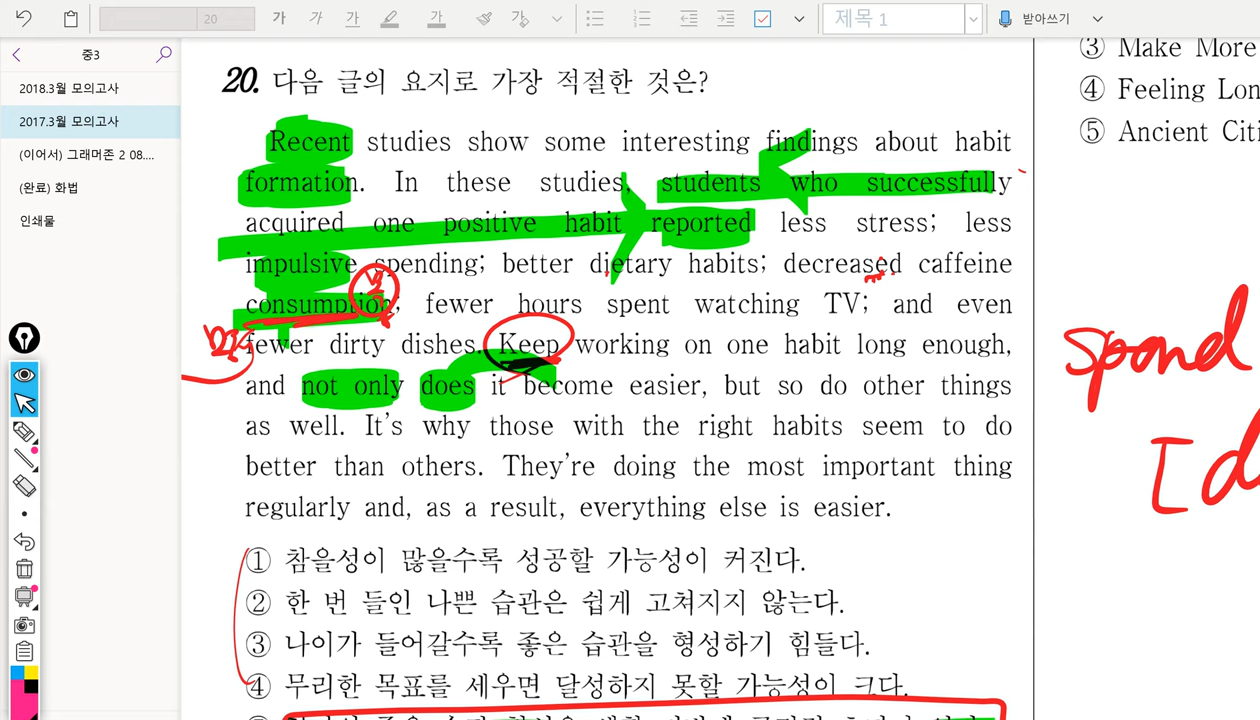 20
가 가 가 가 가
제목 1
받아쓰기
중3
2018.3월 모의고사
2017.3월 모의고사
(이어서) 그래머존 2 08....
(완료) 화법
인쇄물
20. 다음 글의 요지로 가장 적절한 것은?
Recent studies show some interesting findings about habit
formation. In these studies, students who successfully
acquired one positive habit reported less stress; less
impulsive spending; better dietary habits; decreased caffeine
consumption; fewer hours spent watching TV; and even
fewer dirty dishes. Keep working on one habit long enough,
and not only does it become easier, but so do other things
as well. It's why those with the right habits seem to do
better than others. They're doing the most important thing
regularly and, as a result, everything else is easier.
① 참을성이 많을수록 성공할 가능성이 커진다.
② 한 번 들인 나쁜 습관은 쉽게 고쳐지지 않는다.
③ 나이가 들어갈수록 좋은 습관을 형성하기 힘들다.
④ 무리한 목표를 세우면 달성하지 못할 가능성이 크다.
③ Make More
④ Feeling Lon
⑤ Ancient Citi